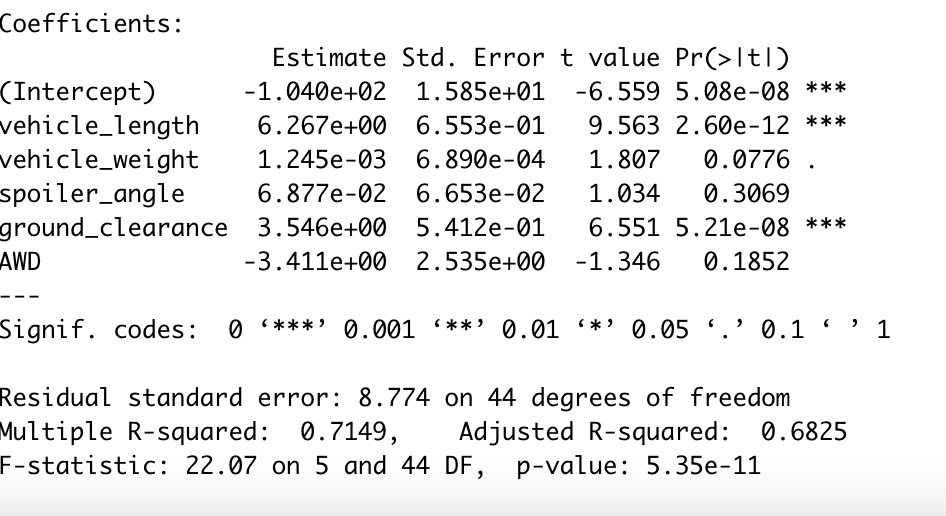 Coefficients:
                   Estimate Std. Error t value Pr(>|t|)
(Intercept)      -1.040e+02  1.585e+01  -6.559 5.08e-08 ***
vehicle_length    6.267e+00  6.553e-01   9.563 2.60e-12 ***
vehicle_weight    1.245e-03  6.890e-04   1.807   0.0776 .
spoiler_angle     6.877e-02  6.653e-02   1.034   0.3069
ground_clearance  3.546e+00  5.412e-01   6.551 5.21e-08 ***
AWD              -3.411e+00  2.535e+00  -1.346   0.1852
---
Signif. codes:  0 ‘***’ 0.001 ‘**’ 0.01 ‘*’ 0.05 ‘.’ 0.1 ‘ ’ 1
Residual standard error: 8.774 on 44 degrees of freedom
Multiple R-squared:  0.7149,	Adjusted R-squared:  0.6825
F-statistic: 22.07 on 5 and 44 DF,  p-value: 5.35e-11